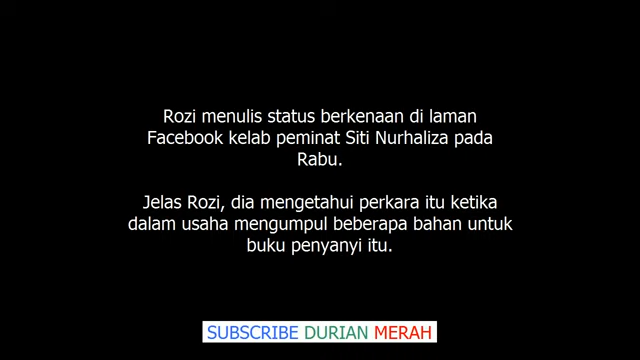 Rozi menulis status berkenaan di laman
Facebook kelab peminat Siti Nurhaliza pada
Rabu.
Jelas Rozi, dia mengetahui perkara itu ketika
dalam usaha mengumpul beberapa bahan untuk
buku penyanyi itu.
SUBSCRIBE DURIAN MERAH